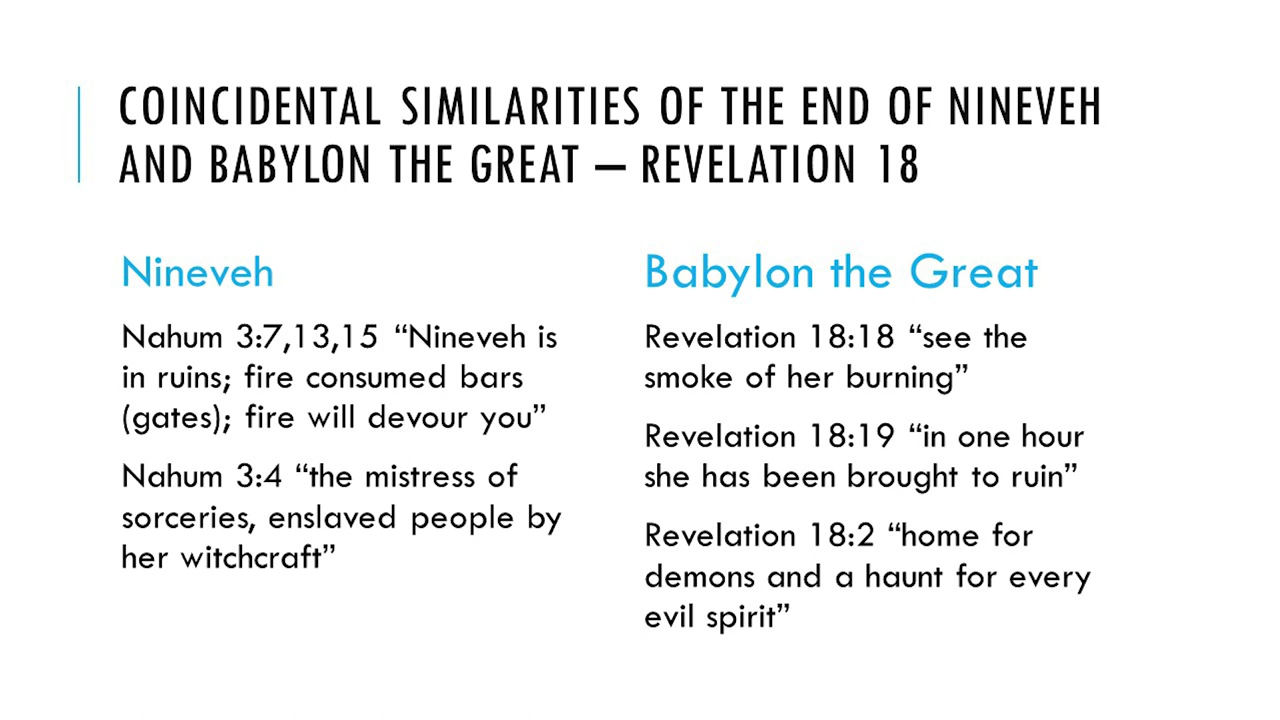 COINCIDENTAL SIMILARITIES OF THE END OF NINEVEH
AND BABYLON THE GREAT – REVELATION 18
Nineveh
Nahum 3:7,13,15 “Nineveh is
in ruins; fire consumed bars
(gates); fire will devour you”
Nahum 3:4 “the mistress of
sorceries, enslaved people by
her witchcraft”
Babylon the Great
Revelation 18:18 “see the
smoke of her burning”
Revelation 18:19 “in one hour
she has been brought to ruin”
Revelation 18:2 “home for
demons and a haunt for every
evil spirit”